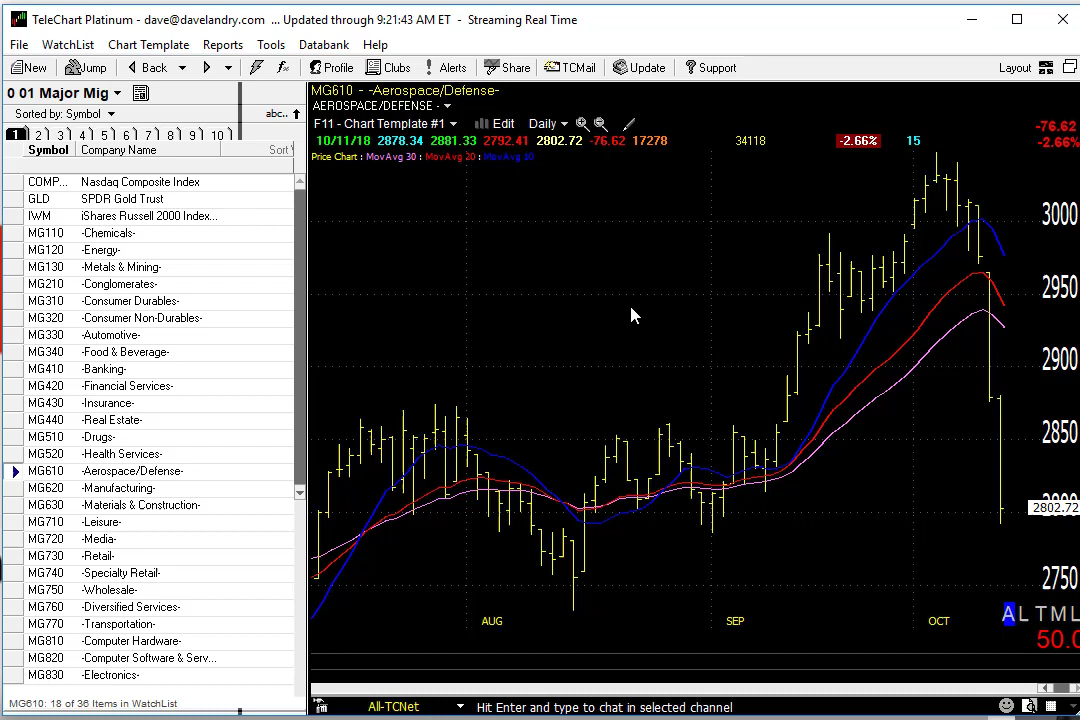 TeleChart Platinum - dave@davelandry.com ... Updated through 9:21:43 AM ET - Streaming Real Time
File WatchList Chart Template Reports Tools Databank Help
New Jump Back Profile Clubs Alerts Share TCMail Update Support Layout
0 01 Major Mig
Sorted by: Symbol abc..
1 2 3 4 5 6 7 8 9 10
Symbol Company Name Sort
COMP... Nasdaq Composite Index
GLD SPDR Gold Trust
IWM iShares Russell 2000 Index...
MG110 -Chemicals-
MG120 -Energy-
MG130 -Metals & Mining-
MG210 -Conglomerates-
MG310 -Consumer Durables-
MG320 -Consumer Non-Durables-
MG330 -Automotive-
MG340 -Food & Beverage-
MG410 -Banking-
MG420 -Financial Services-
MG430 -Insurance-
MG440 -Real Estate-
MG510 -Drugs-
MG520 -Health Services-
MG610 -Aerospace/Defense-
MG620 -Manufacturing-
MG630 -Materials & Construction-
MG710 -Leisure-
MG720 -Media-
MG730 -Retail-
MG740 -Specialty Retail-
MG750 -Wholesale-
MG760 -Diversified Services-
MG770 -Transportation-
MG810 -Computer Hardware-
MG820 -Computer Software & Serv...
MG830 -Electronics-
MG610: 18 of 36 Items in WatchList
MG610 - -Aerospace/Defense-
AEROSPACE/DEFENSE -
F11 - Chart Template #1 Edit Daily
10/11/18 2878.34 2881.33 2792.41 2802.72 -76.62 17278 34118 -2.66% 15
-76.62
-2.66%
Price Chart : MovAvg 30 : MovAvg 20 : MovAvg 10
3000
2950
2900
2850
2802.72
2750
AUG SEP OCT
A L T M L
50.0
All-TCNet Hit Enter and type to chat in selected channel